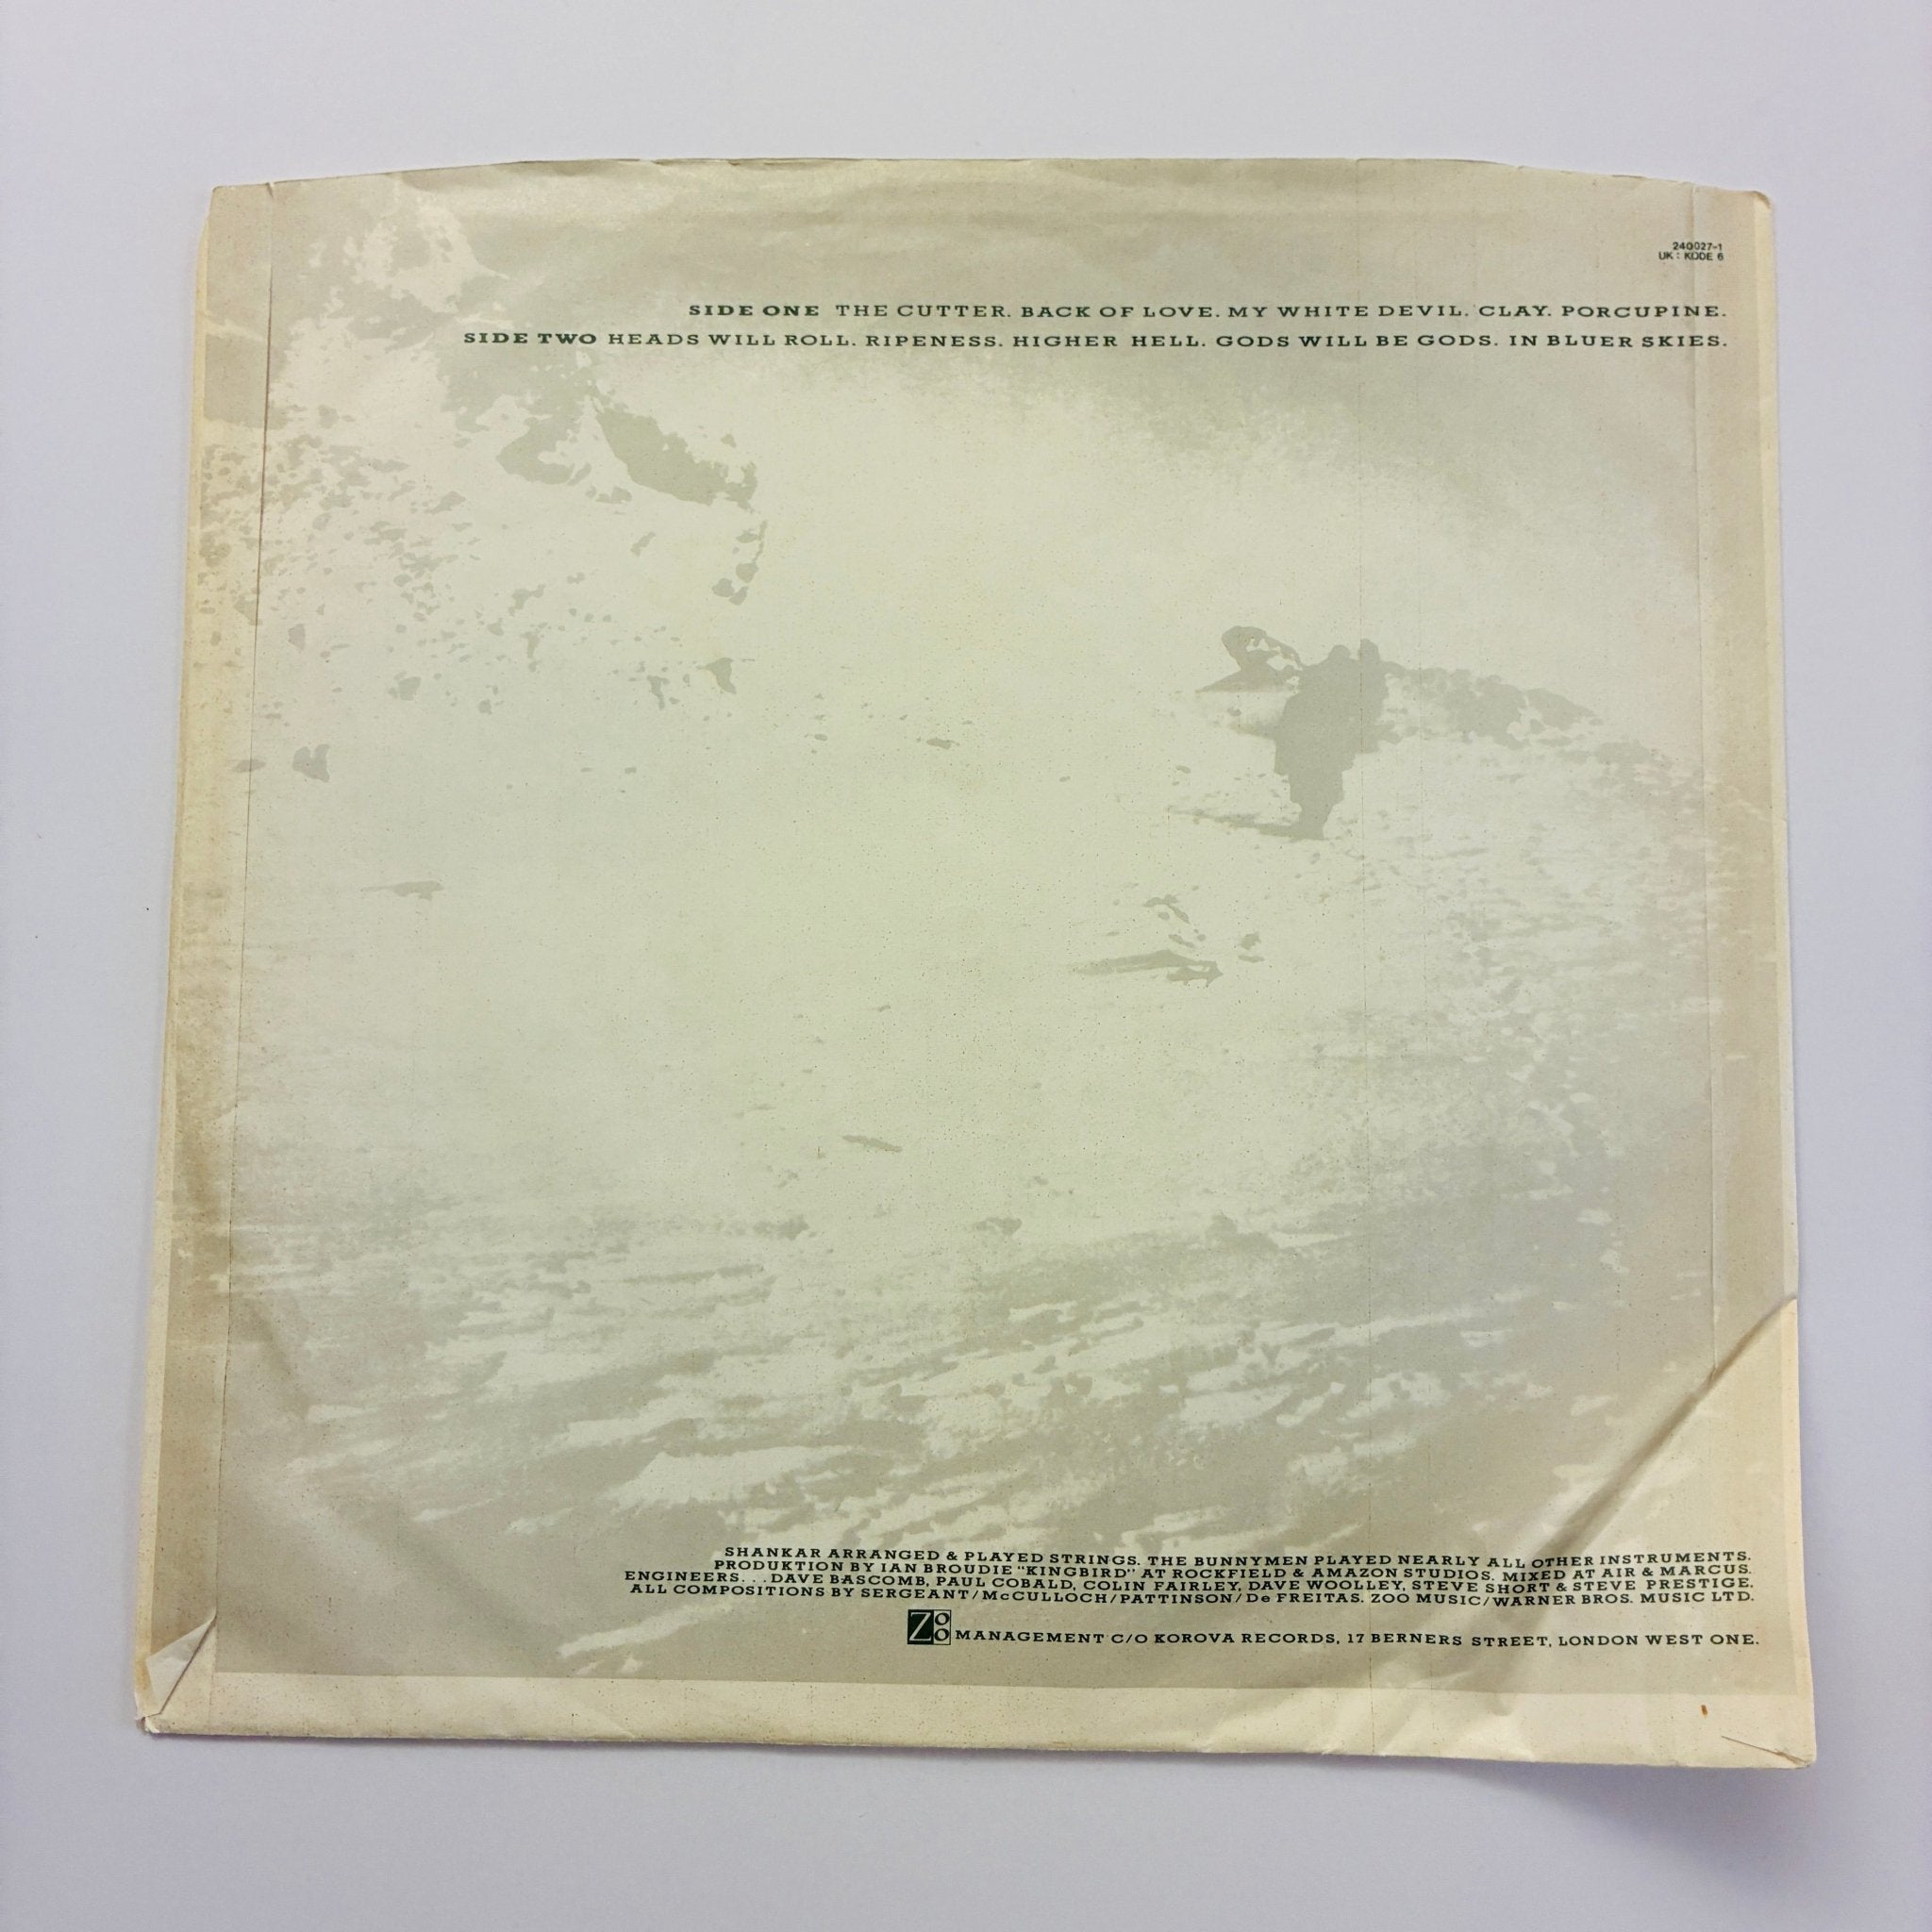 240027-1
UK : KODE 6
SIDE ONE THE CUTTER. BACK OF LOVE. MY WHITE DEVIL. CLAY. PORCUPINE.
SIDE TWO HEADS WILL ROLL. RIPENESS. HIGHER HELL. GODS WILL BE GODS. IN BLUER SKIES.
SHANKAR ARRANGED & PLAYED STRINGS. THE BUNNYMEN PLAYED NEARLY ALL OTHER INSTRUMENTS.
PRODUKTION BY IAN BROUDIE "KINGBIRD" AT ROCKFIELD & AMAZON STUDIOS. MIXED AT AIR & MARCUS.
ENGINEERS. . .DAVE BASCOMB, PAUL COBALD, COLIN FAIRLEY, DAVE WOOLLEY, STEVE SHORT & STEVE PRESTIGE.
ALL COMPOSITIONS BY SERGEANT/McCULLOCH/PATTINSON/De FREITAS. ZOO MUSIC/WARNER BROS. MUSIC LTD.
Zoo MANAGEMENT C/O KOROVA RECORDS, 17 BERNERS STREET, LONDON WEST ONE.